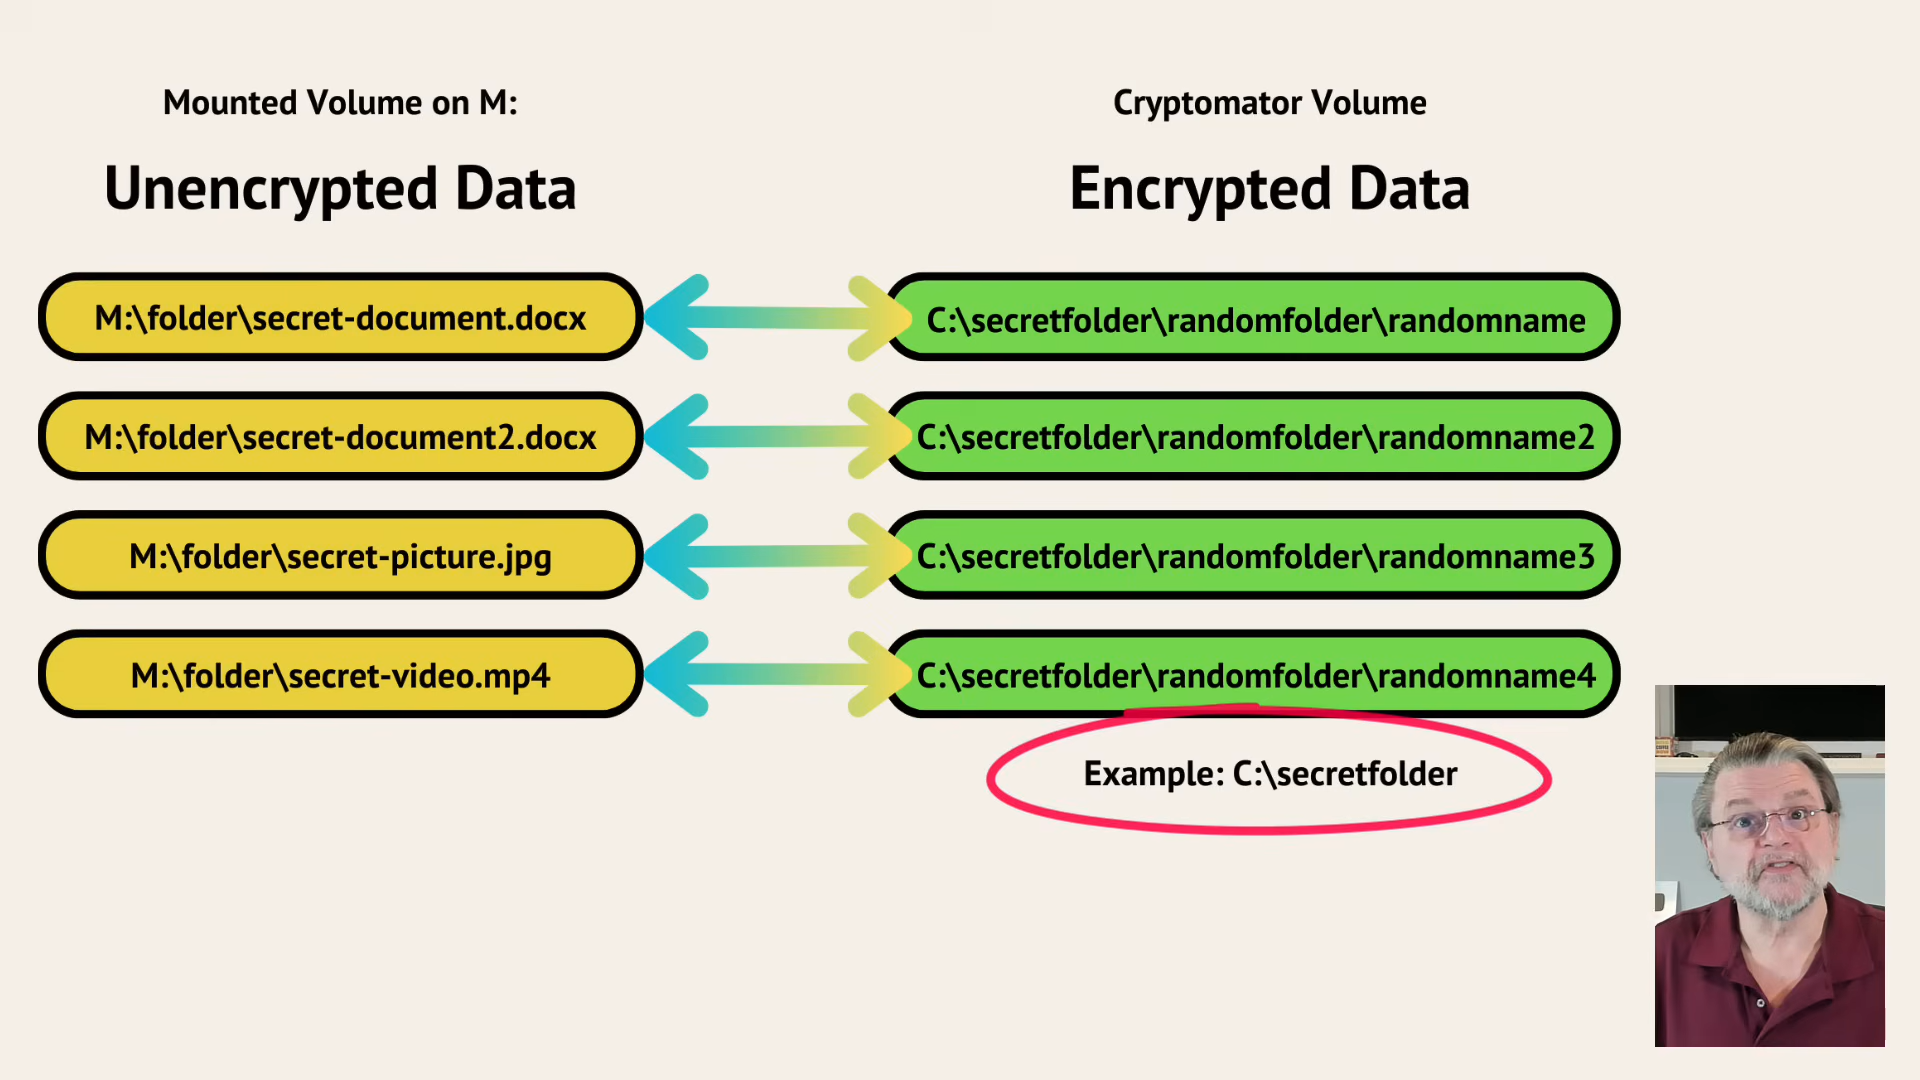 Mounted Volume on M:
Unencrypted Data
M:\folder\secret-document.docx
M:\folder\secret-document2.docx
M:\folder\secret-picture.jpg
M:\folder\secret-video.mp4
Cryptomator Volume
Encrypted Data
C:\secretfolder\randomfolder\randomname
C:\secretfolder\randomfolder\randomname2
C:\secretfolder\randomfolder\randomname3
C:\secretfolder\randomfolder\randomname4
Example: C:\secretfolder